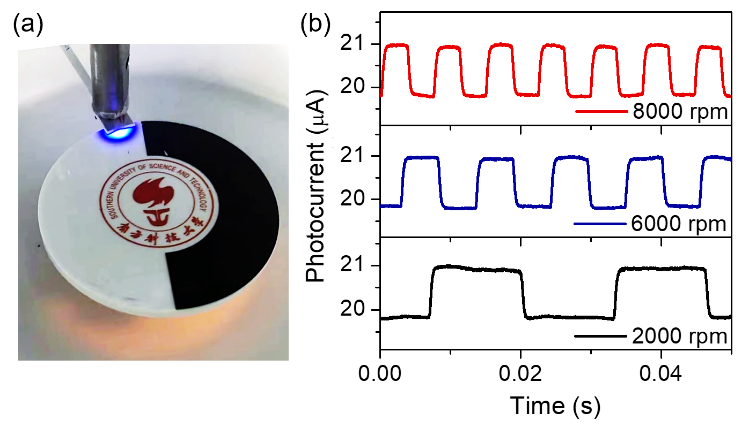 (a)
SOUTHERN UNIVERSITY OF SCIENCE AND TECHNOLOGY
南方科技大学
(b)
Photocurrent (μA)
21
20
8000 rpm
21
20
6000 rpm
21
20
2000 rpm
0.00 0.02 0.04
Time (s)